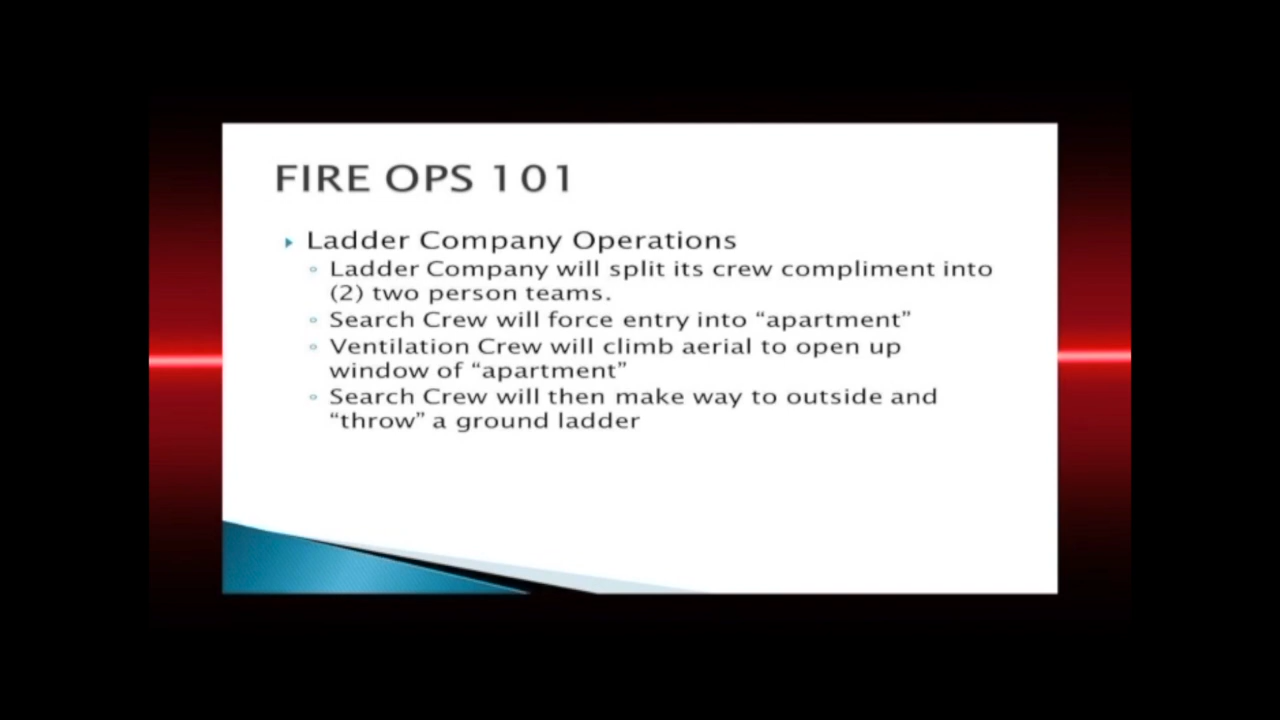 FIRE OPS 101
Ladder Company Operations
Ladder Company will split its crew compliment into
(2) two person teams.
Search Crew will force entry into “apartment”
Ventilation Crew will climb aerial to open up
window of “apartment”
Search Crew will then make way to outside and
“throw” a ground ladder